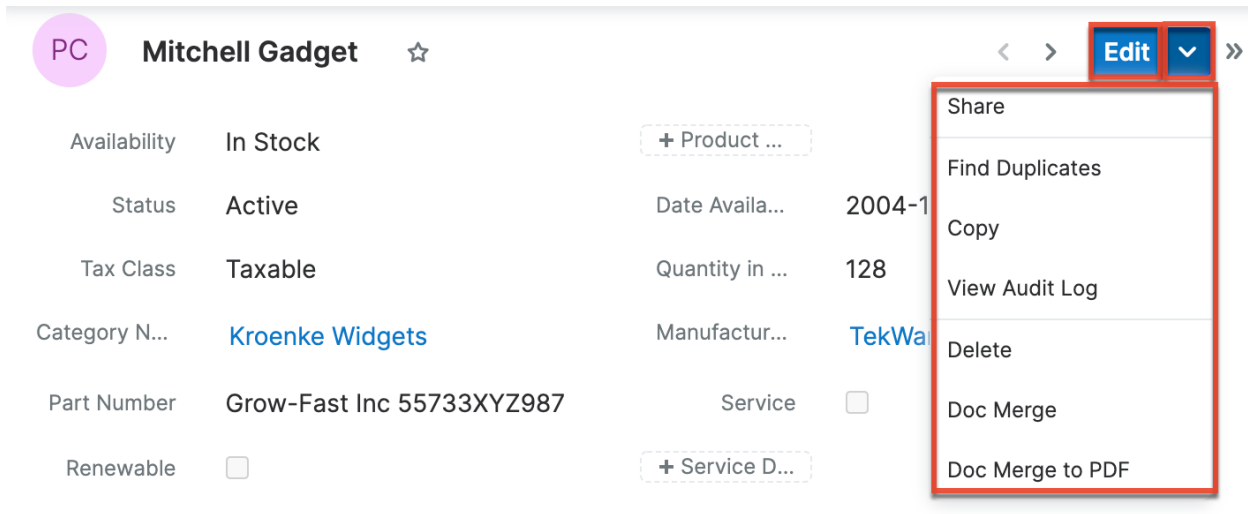 PC Mitchell Gadget Edit
Share
Availability In Stock + Product ...
Find Duplicates
Status Active Date Availa... 2004-1
Copy
Tax Class Taxable Quantity in ... 128
View Audit Log
Category N... Kroenke Widgets Manufactur... TekWar
Delete
Part Number Grow-Fast Inc 55733XYZ987 Service
Doc Merge
Renewable + Service D...
Doc Merge to PDF